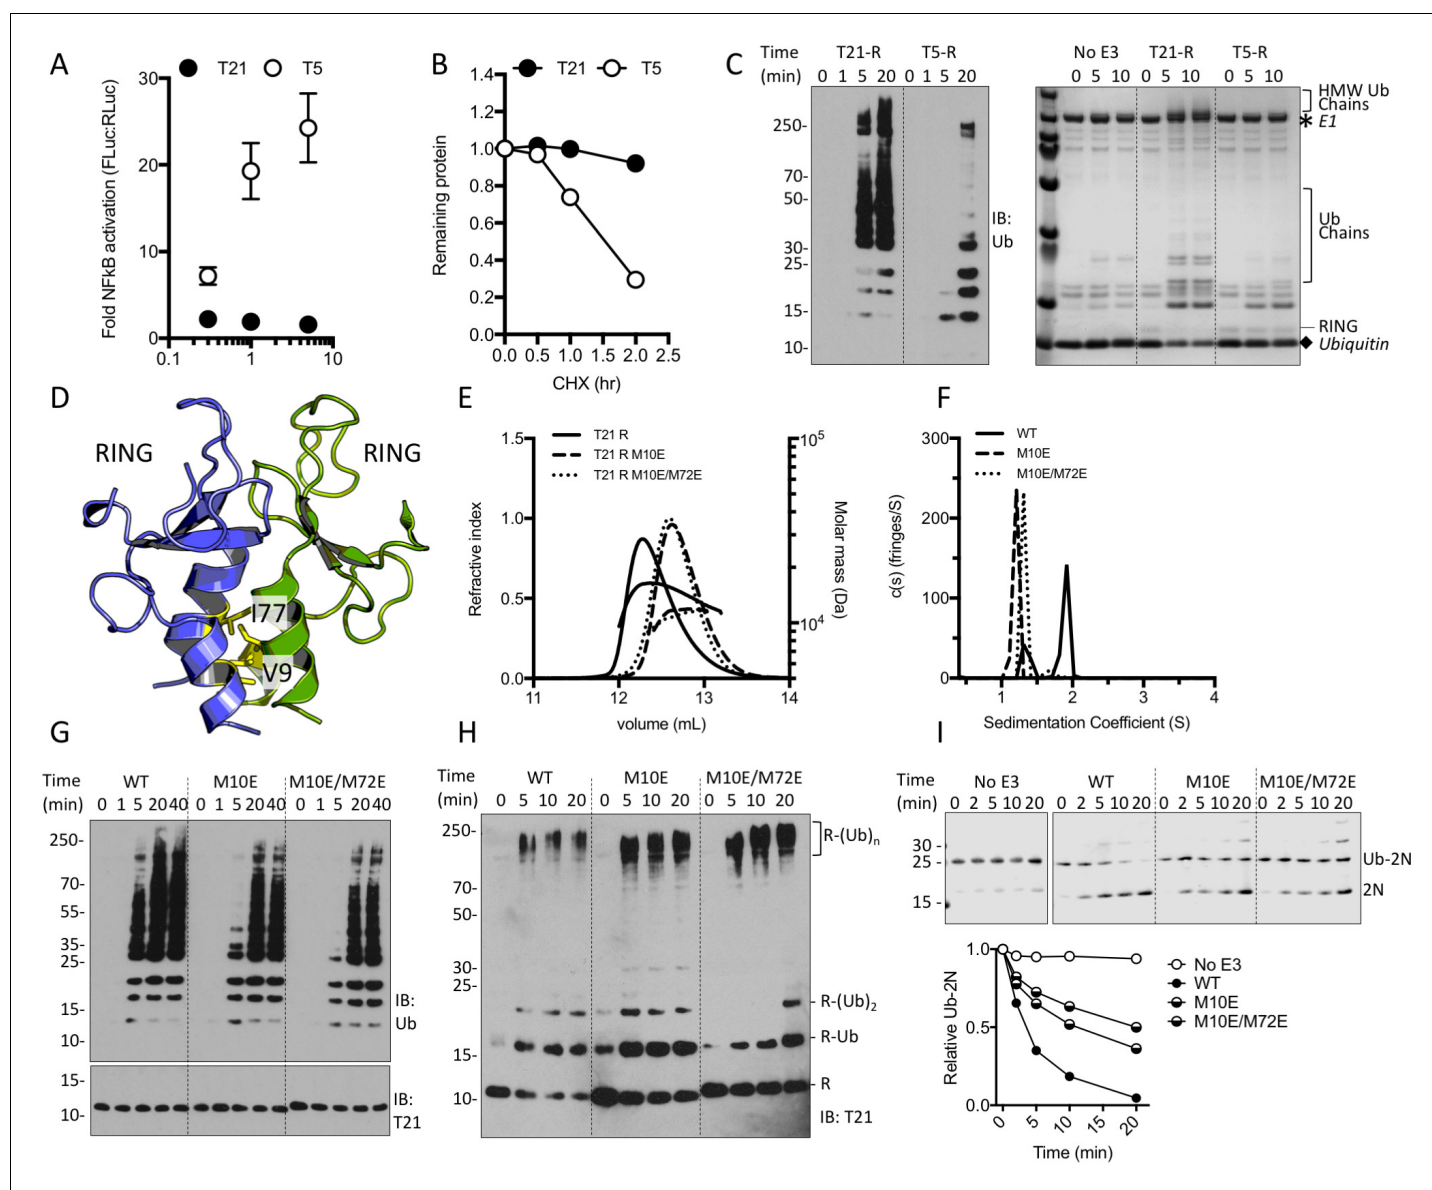 A
T21
T5
Fold NFkB activation (FLuc:RLuc)
30
20
10
0
0.1
1
10
B
T21
T5
Remaining protein
1.4
1.2
1.0
0.8
0.6
0.4
0.2
0.0
0.0 0.5 1.0 1.5 2.0 2.5
CHX (hr)
C
Time
(min)
T21-R
T5-R
0 1 5 20 0 1 5 20
250-
70-
50-
30-
25-
15-
10-
IB:
Ub
No E3
T21-R
T5-R
0 5 10 0 5 10 0 5 10
HMW Ub
Chains
* E1
Ub
Chains
RING
◆ Ubiquitin
D
RING
RING
I77
V9
E
T21 R
T21 R M10E
T21 R M10E/M72E
Refractive index
1.5
1.0
0.5
0.0
11 12 13 14
volume (mL)
10⁵
10⁴
Molar mass (Da)
F
WT
M10E
M10E/M72E
c(s) (fringes/S)
300
200
100
0
1 2 3 4
Sedimentation Coefficient (S)
G
Time
(min)
WT
M10E
M10E/M72E
0 1 5 20 40 0 1 5 20 40 0 1 5 20 40
250-
70-
55-
35-
25-
15-
10-
IB:
Ub
15-
10-
IB:
T21
H
Time
(min)
WT
M10E
M10E/M72E
0 5 10 20 0 5 10 20 0 5 10 20
250-
70-
50-
30-
25-
15-
10-
R-(Ub)n
R-(Ub)2
R-Ub
R
IB: T21
I
Time
(min)
No E3
WT
M10E
M10E/M72E
0 2 5 10 20 0 2 5 10 20 0 2 5 10 20 0 2 5 10 20
30 -
25 -
15 -
Ub-2N
2N
Relative Ub-2N
1.0
0.5
0.0
0 5 10 15 20
Time (min)
No E3
WT
M10E
M10E/M72E